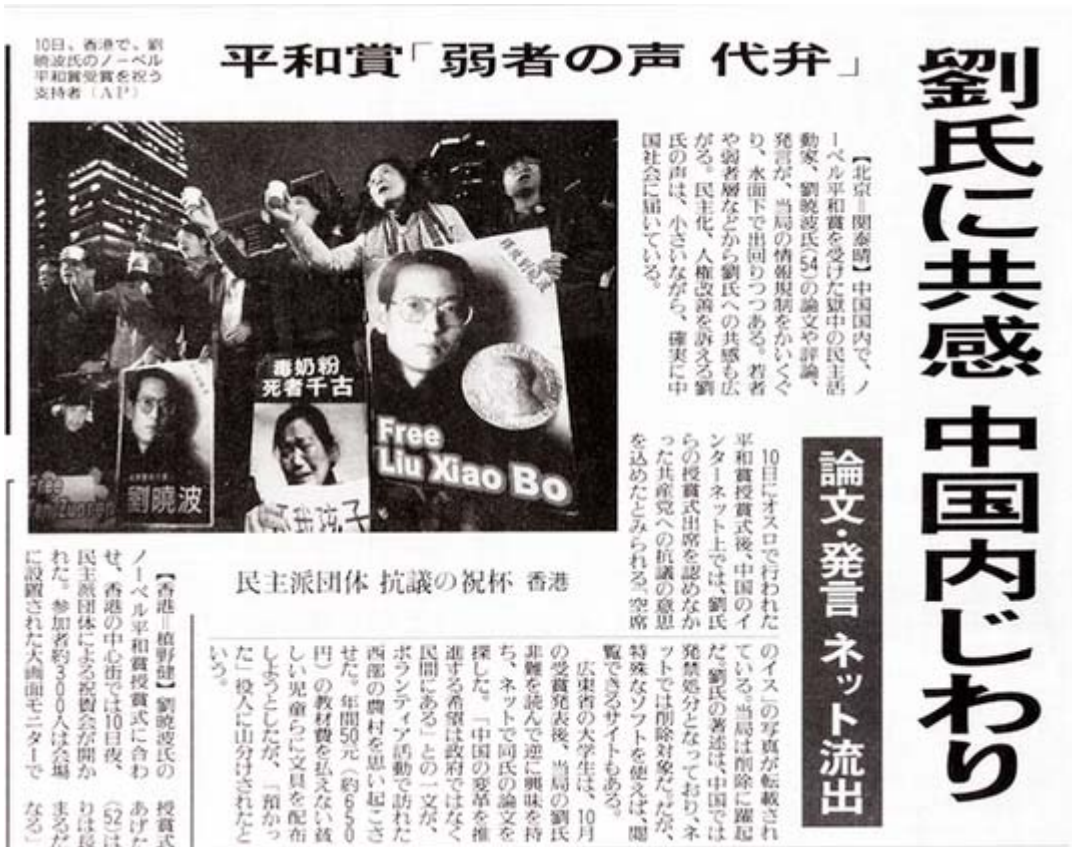 劉氏に共感 中国内じわり
論文・発言 ネット流出
平和賞「弱者の声 代弁」
10日、香港で、劉
暁波氏のノーベル
平和賞受賞を祝う
支持者（AP）
【北京＝関泰晴】中国国内で、ノ
ーベル平和賞を受けた獄中の民主活
動家、劉暁波氏(54)の論文や評論、
発言が、当局の情報規制をかいくぐ
り、水面下で出回りつつある。若者
や弱者層などから劉氏への共感も広
がる。民主化、人権改善を訴える劉
氏の声は、小さいながら、確実に中
国社会に届いている。
10日にオスロで行われた
平和賞授賞式後、中国のイ
ンターネット上では、劉氏
らの授賞式出席を認めなか
った共産党への抗議の意思
を込めたとみられる「空席
のイス」の写真が転載され
ている。当局は削除に躍起
だ。劉氏の著述は、中国では
発禁処分となっており、ネ
ットでは削除対象だ。だが、
特殊なソフトを使えば、閲
覧できるサイトもある。
広東省の大学生は、10月
の受賞発表後、当局の劉氏
非難を読んで逆に興味を持
ち、ネットで同氏の論文を
探した。「中国の変革を推
進する希望は政府ではなく
民間にある」との一文が、
ボランティア活動で訪れた
西部の農村を思い起こさ
せた。年間50元（約650
円）の教材費を払えない貧
しい児童らに文具を配布
しようとしたが、「預かっ
た」役人に山分けされたと
いう。
釋放劉曉波
毒奶粉
死者千古
Free
Liu Xiao Bo
劉曉波
Free
民主派団体 抗議の祝杯 香港
【香港＝槙野健】劉暁波氏の
ノーベル平和賞授賞式に合わ
せ、香港の中心街では10日夜、
民主派団体による祝賀会が開か
れた。参加者約300人は会場
に設置された大画面モニターで
授賞式
あげた
(52)は
りは長
まるだ
なる」